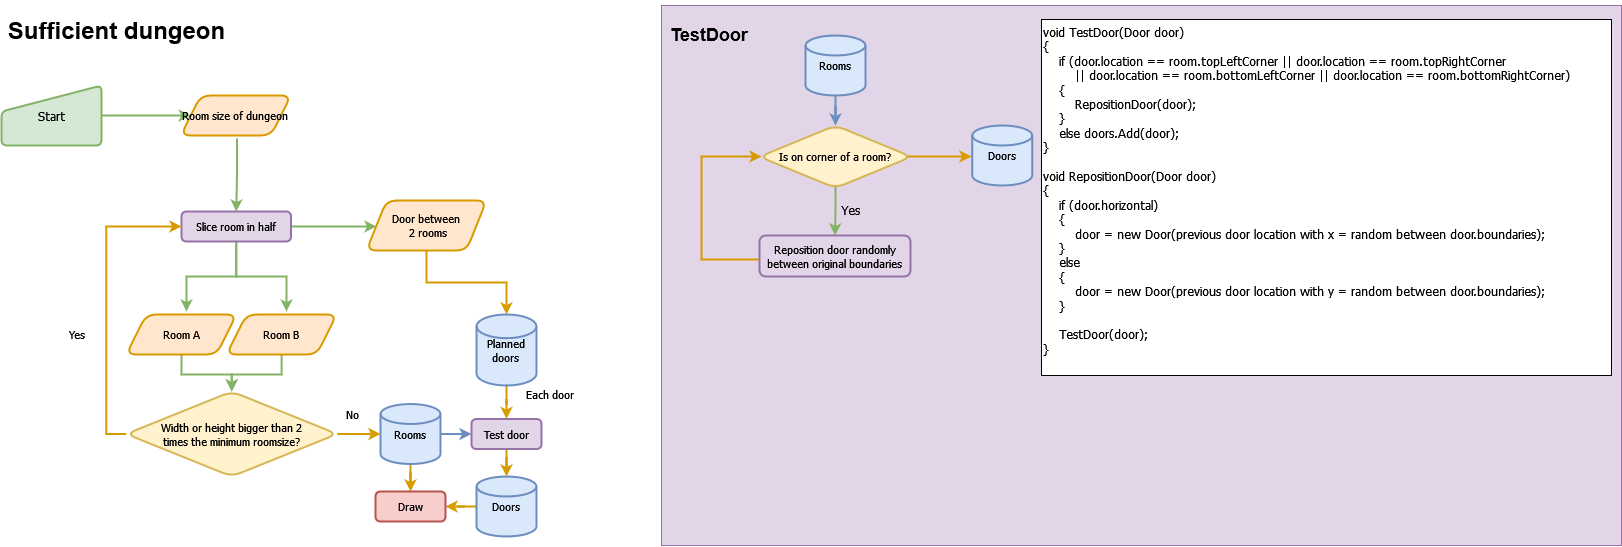 Sufficient dungeon
Start
Room size of dungeon
Slice room in half
Door between
2 rooms
Room A
Room B
Yes
Planned
doors
Each door
Width or height bigger than 2
times the minimum roomsize?
No
Rooms
Test door
Draw
Doors
TestDoor
Rooms
Is on corner of a room?
Doors
Yes
Reposition door randomly
between original boundaries
void TestDoor(Door door)
{
if (door.location == room.topLeftCorner || door.location == room.topRightCorner
|| door.location == room.bottomLeftCorner || door.location == room.bottomRightCorner)
{
RepositionDoor(door);
}
else doors.Add(door);
}
void RepositionDoor(Door door)
{
if (door.horizontal)
{
door = new Door(previous door location with x = random between door.boundaries);
}
else
{
door = new Door(previous door location with y = random between door.boundaries);
}
TestDoor(door);
}